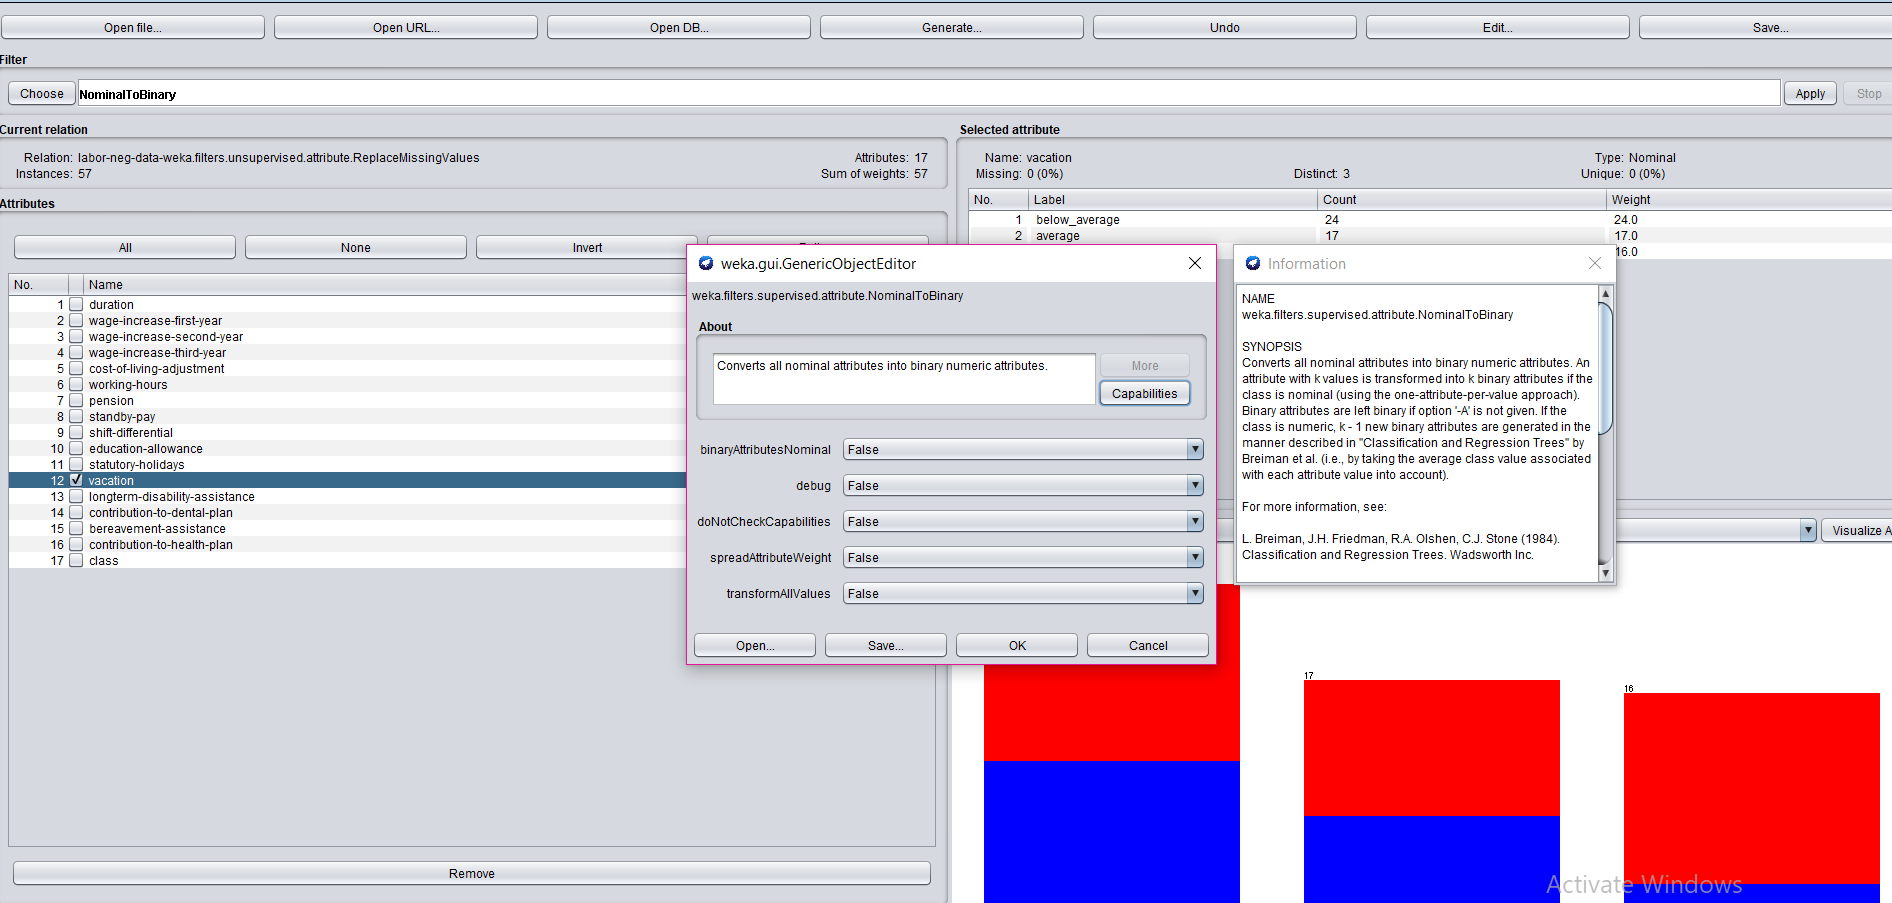 Open file... Open URL... Open DB... Generate... Undo Edit... Save...
Filter
Choose NominalToBinary Apply Stop
Current relation
Relation: labor-neg-data-weka.filters.unsupervised.attribute.ReplaceMissingValues Attributes: 17
Instances: 57 Sum of weights: 57
Attributes
All None Invert
No. Name
1 duration
2 wage-increase-first-year
3 wage-increase-second-year
4 wage-increase-third-year
5 cost-of-living-adjustment
6 working-hours
7 pension
8 standby-pay
9 shift-differential
10 education-allowance
11 statutory-holidays
12 vacation
13 longterm-disability-assistance
14 contribution-to-dental-plan
15 bereavement-assistance
16 contribution-to-health-plan
17 class
Remove
Selected attribute
Name: vacation Type: Nominal
Missing: 0 (0%) Distinct: 3 Unique: 0 (0%)
No. Label Count Weight
1 below_average 24 24.0
2 average 17 17.0
16.0
weka.gui.GenericObjectEditor
weka.filters.supervised.attribute.NominalToBinary
About
Converts all nominal attributes into binary numeric attributes.
More
Capabilities
binaryAttributesNominal False
debug False
doNotCheckCapabilities False
spreadAttributeWeight False
transformAllValues False
Open... Save... OK Cancel
Information
NAME
weka.filters.supervised.attribute.NominalToBinary
SYNOPSIS
Converts all nominal attributes into binary numeric attributes. An
attribute with k values is transformed into k binary attributes if the
class is nominal (using the one-attribute-per-value approach).
Binary attributes are left binary if option '-A' is not given. If the
class is numeric, k - 1 new binary attributes are generated in the
manner described in "Classification and Regression Trees" by
Breiman et al. (i.e., by taking the average class value associated
with each attribute value into account).
For more information, see:
L. Breiman, J.H. Friedman, R.A. Olshen, C.J. Stone (1984).
Classification and Regression Trees. Wadsworth Inc.
Visualize A
17
16
Activate Windows